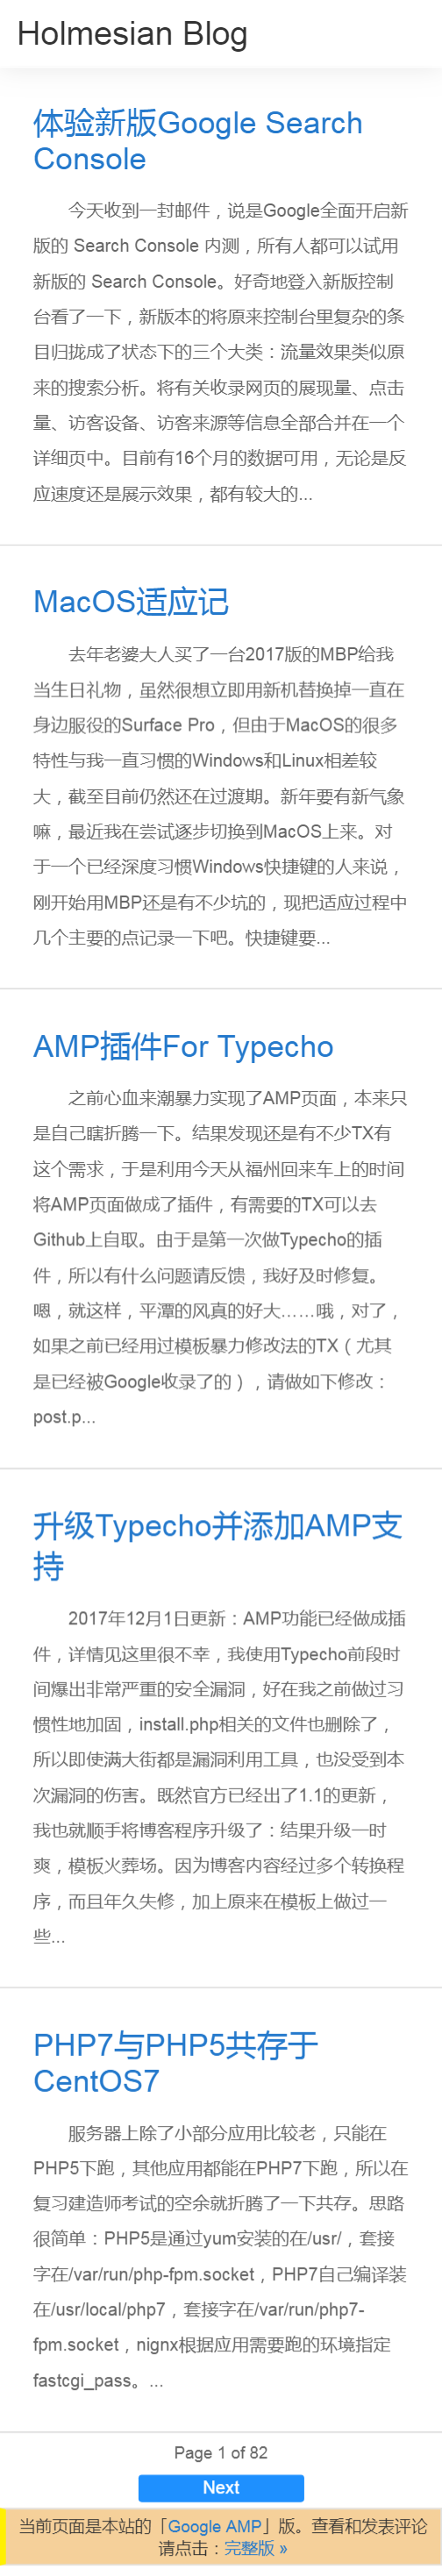 Holmesian Blog
体验新版Google Search
Console
今天收到一封邮件，说是Google全面开启新
版的 Search Console 内测，所有人都可以试用
新版的 Search Console。好奇地登入新版控制
台看了一下，新版本的将原来控制台里复杂的条
目归拢成了状态下的三个大类：流量效果类似原
来的搜索分析。将有关收录网页的展现量、点击
量、访客设备、访客来源等信息全部合并在一个
详细页中。目前有16个月的数据可用，无论是反
应速度还是展示效果，都有较大的...
MacOS适应记
去年老婆大人买了一台2017版的MBP给我
当生日礼物，虽然很想立即用新机替换掉一直在
身边服役的Surface Pro，但由于MacOS的很多
特性与我一直习惯的Windows和Linux相差较
大，截至目前仍然还在过渡期。新年要有新气象
嘛，最近我在尝试逐步切换到MacOS上来。对
于一个已经深度习惯Windows快捷键的人来说，
刚开始用MBP还是有不少坑的，现把适应过程中
几个主要的点记录一下吧。快捷键要...
AMP插件For Typecho
之前心血来潮暴力实现了AMP页面，本来只
是自己瞎折腾一下。结果发现还是有不少TX有
这个需求，于是利用今天从福州回来车上的时间
将AMP页面做成了插件，有需要的TX可以去
Github上自取。由于是第一次做Typecho的插
件，所以有什么问题请反馈，我好及时修复。
嗯，就这样，平潭的风真的好大……哦，对了，
如果之前已经用过模板暴力修改法的TX（尤其
是已经被Google收录了的），请做如下修改：
post.p...
升级Typecho并添加AMP支
持
2017年12月1日更新：AMP功能已经做成插
件，详情见这里很不幸，我使用Typecho前段时
间爆出非常严重的安全漏洞，好在我之前做过习
惯性地加固，install.php相关的文件也删除了，
所以即使满大街都是漏洞利用工具，也没受到本
次漏洞的伤害。既然官方已经出了1.1的更新，
我也就顺手将博客程序升级了：结果升级一时
爽，模板火葬场。因为博客内容经过多个转换程
序，而且年久失修，加上原来在模板上做过一
些...
PHP7与PHP5共存于
CentOS7
服务器上除了小部分应用比较老，只能在
PHP5下跑，其他应用都能在PHP7下跑，所以在
复习建造师考试的空余就折腾了一下共存。思路
很简单：PHP5是通过yum安装的在/usr/，套接
字在/var/run/php-fpm.socket，PHP7自己编译装
在/usr/local/php7，套接字在/var/run/php7-
fpm.socket，nignx根据应用需要跑的环境指定
fastcgi_pass。...
Page 1 of 82
Next
当前页面是本站的「Google AMP」版。查看和发表评论
请点击：完整版 »